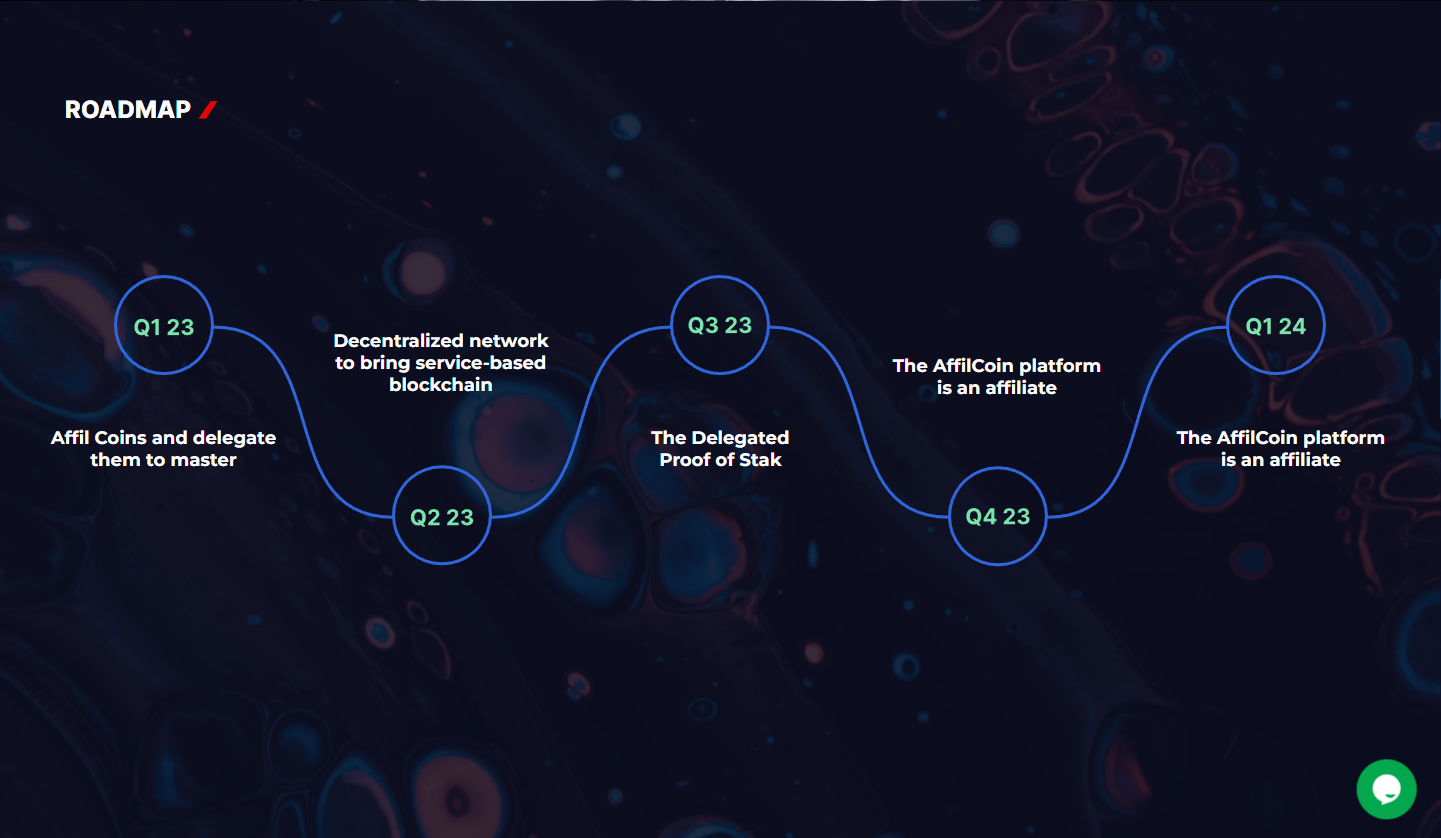 ROADMAP
Q1 23
Affil Coins and delegate
them to master
Decentralized network
to bring service-based
blockchain
Q2 23
Q3 23
The Delegated
Proof of Stak
The AffilCoin platform
is an affiliate
Q4 23
Q1 24
The AffilCoin platform
is an affiliate